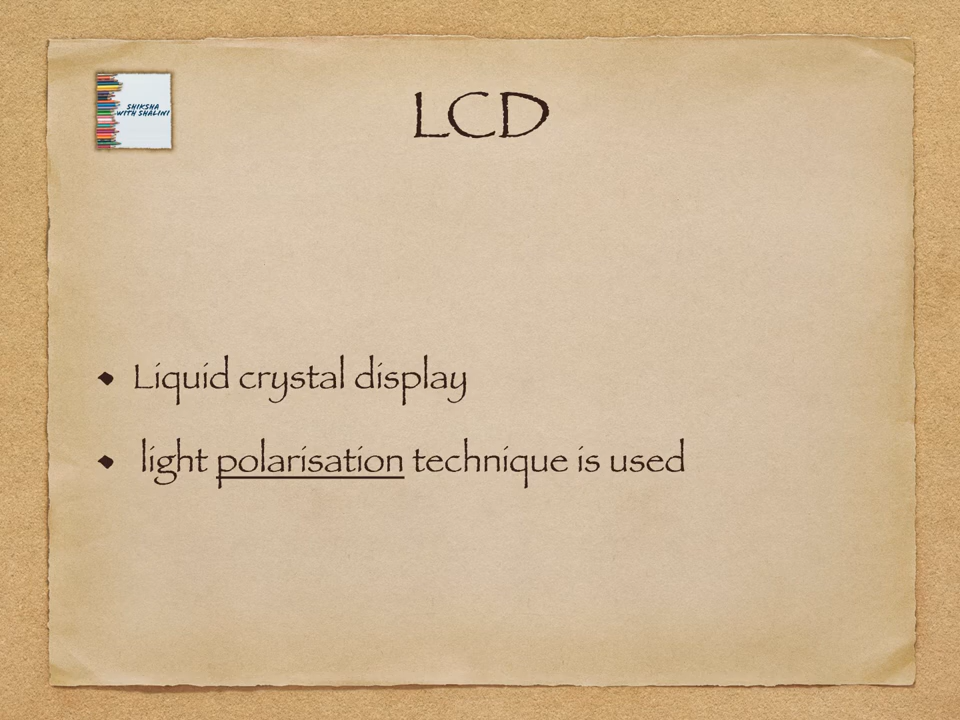 SHIKSHA
WITH SHALINI
LCD
Liquid crystal display
light polarisation technique is used